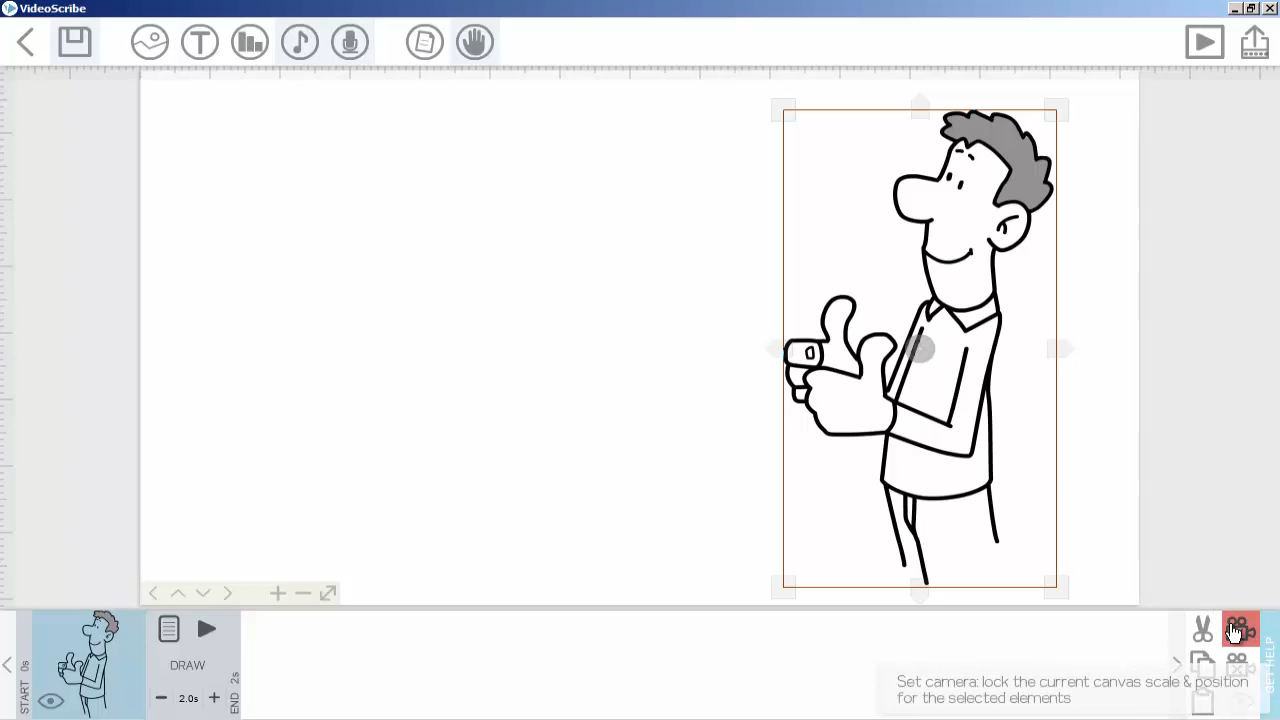 VideoScribe
START 0s
DRAW
2.0s
END 2s
GET HELP
Set camera: lock the current canvas scale & position
for the selected elements